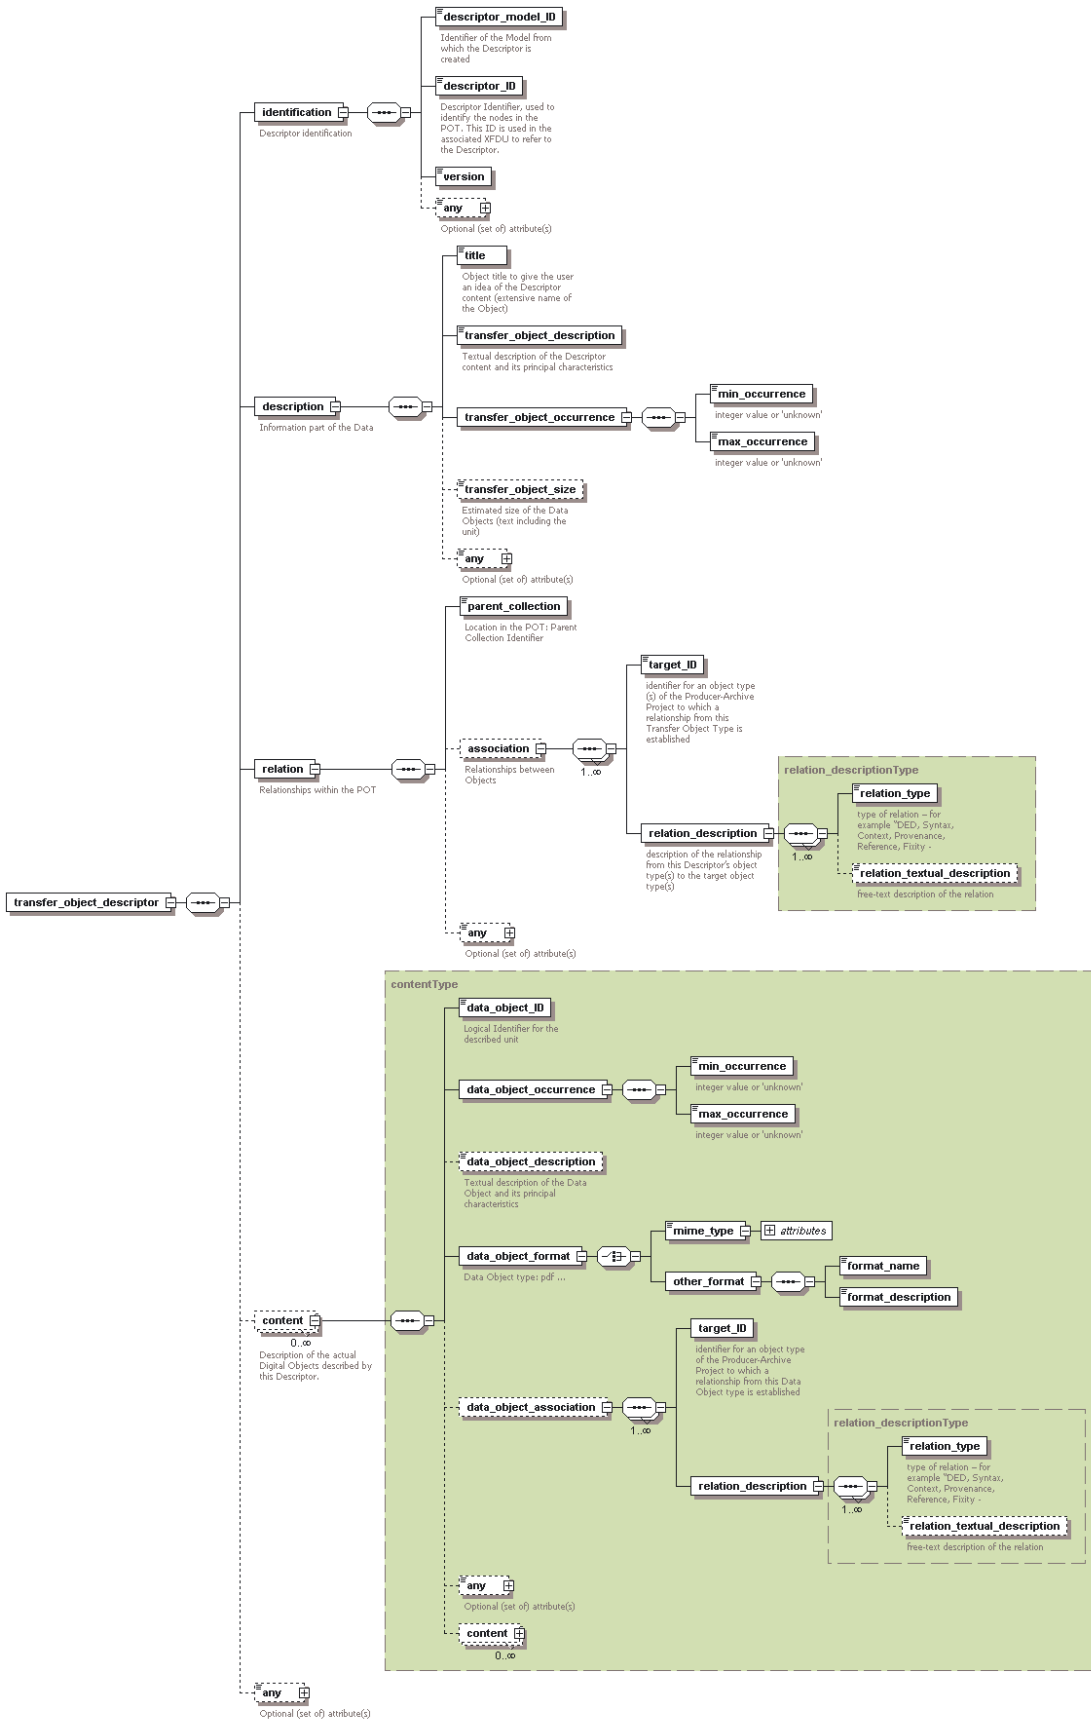 descriptor_model_ID
Identifier of the Model from
which the Descriptor is
created
descriptor_ID
Descriptor Identifier, used to
identify the nodes in the
POT. This ID is used in the
associated XFDU to refer to
the Descriptor.
identification
Descriptor identification
version
any
Optional (set of) attribute(s)
title
Object title to give the user
an idea of the Descriptor
content (extensive name of
the Object)
transfer_object_description
Textual description of the Descriptor
content and its principal characteristics
description
Information part of the Data
transfer_object_occurrence
min_occurrence
integer value or 'unknown'
max_occurrence
integer value or 'unknown'
transfer_object_size
Estimated size of the Data
Objects (text including the
unit)
any
Optional (set of) attribute(s)
parent_collection
Location in the POT: Parent
Collection Identifier
relation
Relationships within the POT
association
Relationships between
Objects
1..∞
target_ID
identifier for an object type
(s) of the Producer-Archive
Project to which a
relationship from this
Transfer Object Type is
established
relation_description
description of the relationship
from this Descriptor's object
type(s) to the target object
type(s)
relation_descriptionType
1..∞
relation_type
type of relation – for
example "DED, Syntax,
Context, Provenance,
Reference, Fixity -
relation_textual_description
free-text description of the relation
any
Optional (set of) attribute(s)
transfer_object_descriptor
contentType
data_object_ID
Logical Identifier for the
described unit
data_object_occurrence
min_occurrence
integer value or 'unknown'
max_occurrence
integer value or 'unknown'
data_object_description
Textual description of the Data
Object and its principal
characteristics
data_object_format
Data Object type: pdf ...
mime_type
attributes
other_format
format_name
format_description
content
0..∞
Description of the actual
Digital Objects described by
this Descriptor.
data_object_association
1..∞
target_ID
identifier for an object type
of the Producer-Archive
Project to which a
relationship from this Data
Object type is established
relation_description
relation_descriptionType
1..∞
relation_type
type of relation – for
example "DED, Syntax,
Context, Provenance,
Reference, Fixity -
relation_textual_description
free-text description of the relation
any
Optional (set of) attribute(s)
content
0..∞
any
Optional (set of) attribute(s)